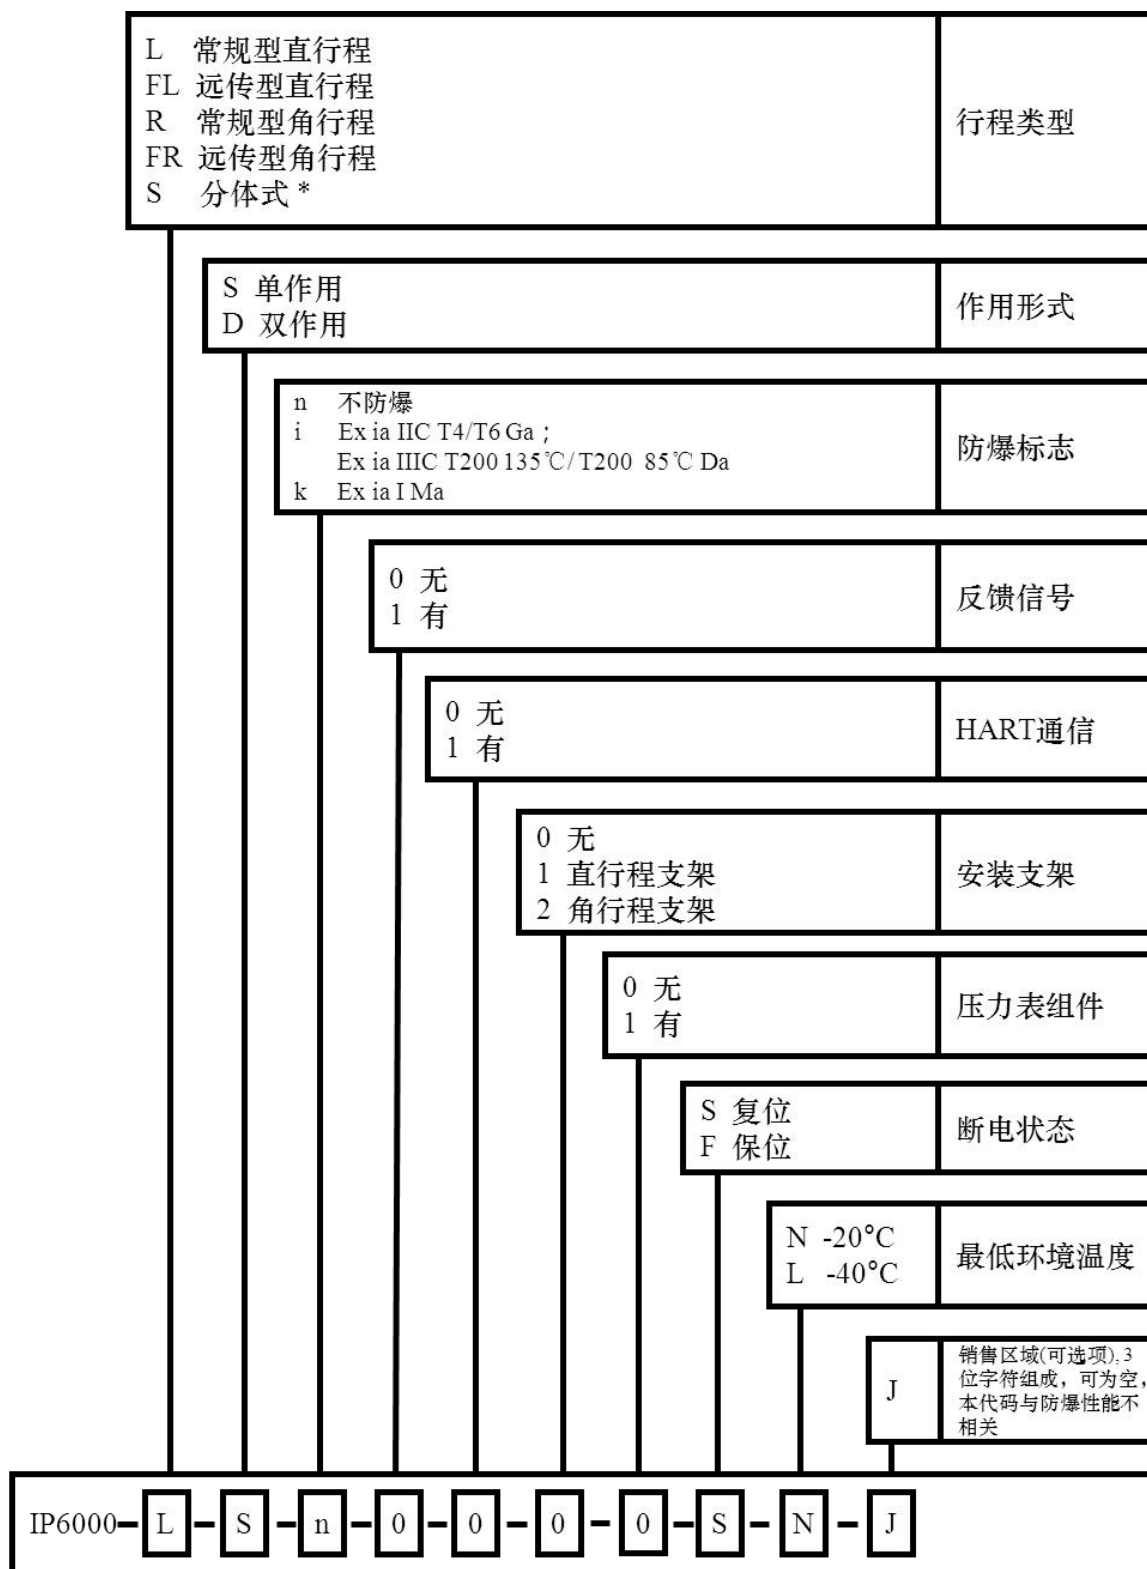 L 常规型直行程
FL 远传型直行程
R 常规型角行程
FR 远传型角行程
S 分体式 *
行程类型
S 单作用
D 双作用
作用形式
n 不防爆
i Ex ia IIC T4/T6 Ga；
Ex ia IIIC T200 135℃/ T200 85℃ Da
k Ex ia I Ma
防爆标志
0 无
1 有
反馈信号
0 无
1 有
HART通信
0 无
1 直行程支架
2 角行程支架
安装支架
0 无
1 有
压力表组件
S 复位
F 保位
断电状态
N -20°C
L -40°C
最低环境温度
J
销售区域(可选项),3
位字符组成，可为空，
本代码与防爆性能不
相关
IP6000-L-S-n-0-0-0-0-S-N-J